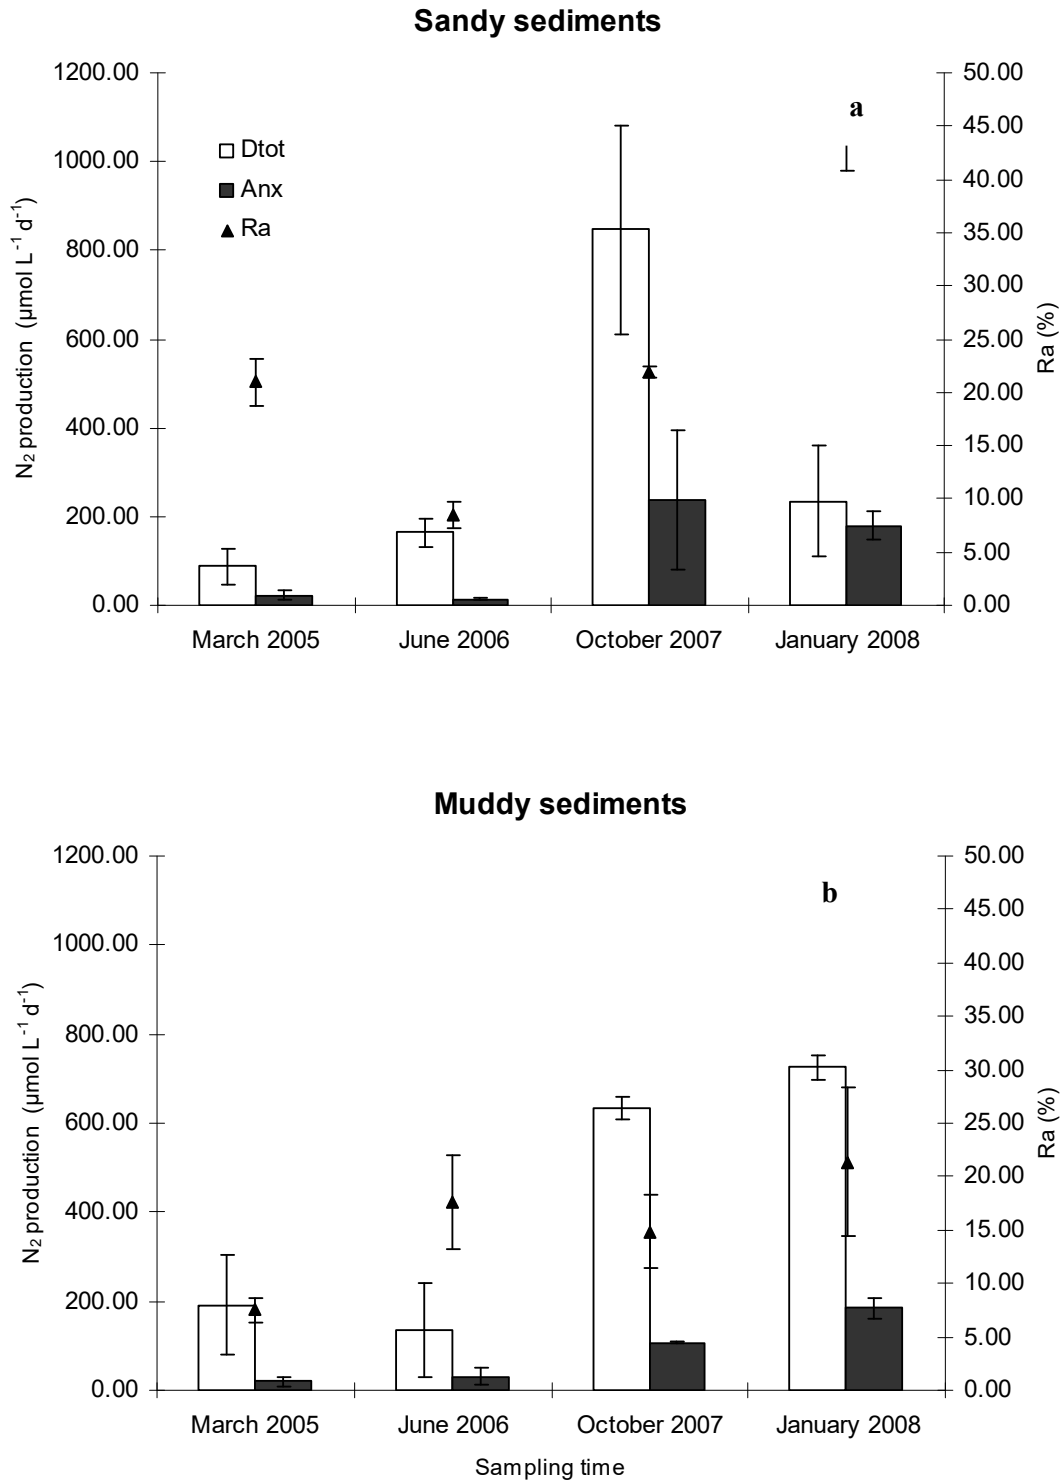 Sandy sediments
1200.00
1000.00
800.00
600.00
400.00
200.00
0.00
N₂ production (µmol L⁻¹ d⁻¹)
Dtot
Anx
Ra
a
50.00
45.00
40.00
35.00
30.00
25.00
20.00
15.00
10.00
5.00
0.00
Ra (%)
March 2005 June 2006 October 2007 January 2008
Muddy sediments
1200.00
1000.00
800.00
600.00
400.00
200.00
0.00
N₂ production (µmol L⁻¹ d⁻¹)
b
50.00
45.00
40.00
35.00
30.00
25.00
20.00
15.00
10.00
5.00
0.00
Ra (%)
March 2005 June 2006 October 2007 January 2008
Sampling time